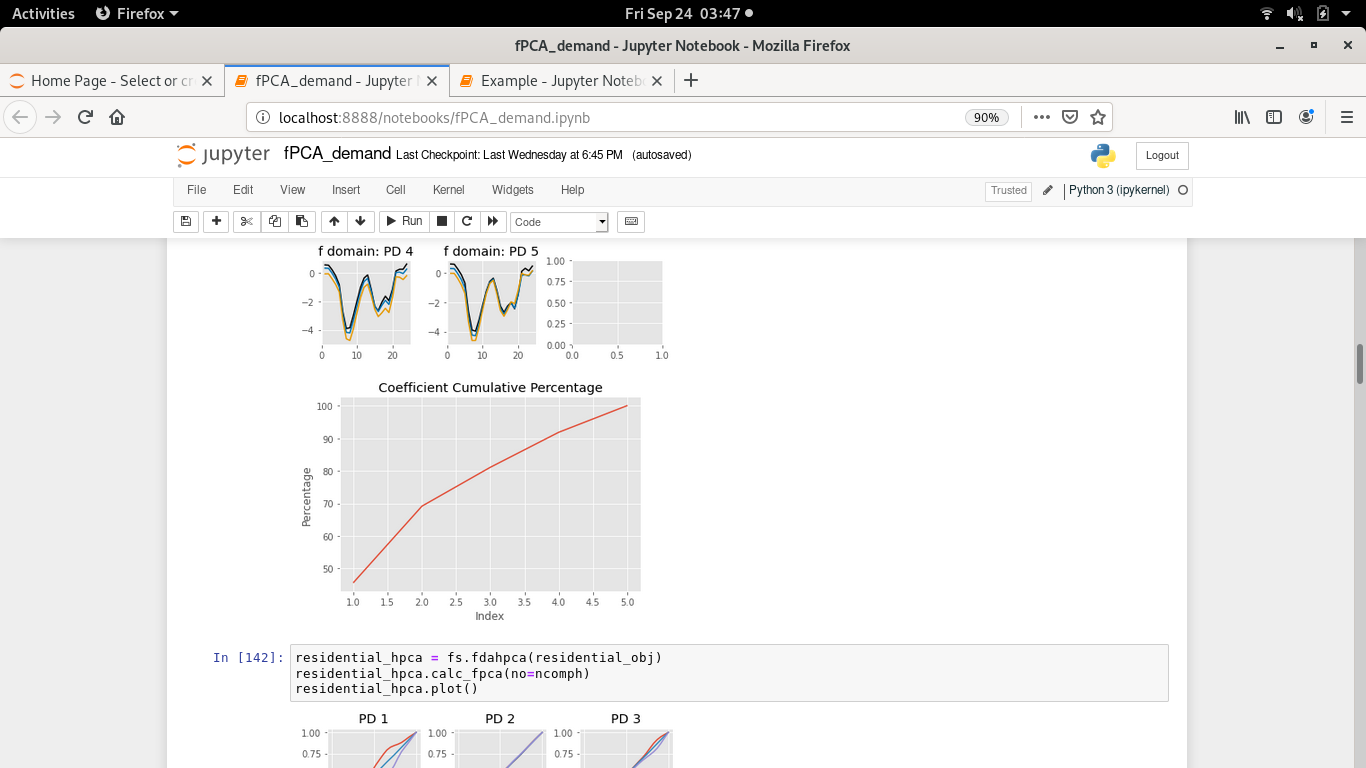 Activities Firefox Fri Sep 24 03:47
fPCA_demand - Jupyter Notebook - Mozilla Firefox
Home Page - Select or cr fPCA_demand - Jupyter Example - Jupyter Noteb
localhost:8888/notebooks/fPCA_demand.ipynb 90%
jupyter fPCA_demand Last Checkpoint: Last Wednesday at 6:45 PM (autosaved) Logout
File Edit View Insert Cell Kernel Widgets Help Trusted Python 3 (ipykernel)
Run Code
f domain: PD 4 f domain: PD 5
0 −2 −4
0 10 20
0 −2 −4
0 10 20
1.00 0.75 0.50 0.25 0.00
0.0 0.5 1.0
Coefficient Cumulative Percentage
100
90
80
70
60
50
Percentage
1.0 1.5 2.0 2.5 3.0 3.5 4.0 4.5 5.0
Index
In [142]: residential_hpca = fs.fdahpca(residential_obj)
residential_hpca.calc_fpca(no=ncomph)
residential_hpca.plot()
PD 1 PD 2 PD 3
1.00 1.00 1.00
0.75 0.75 0.75